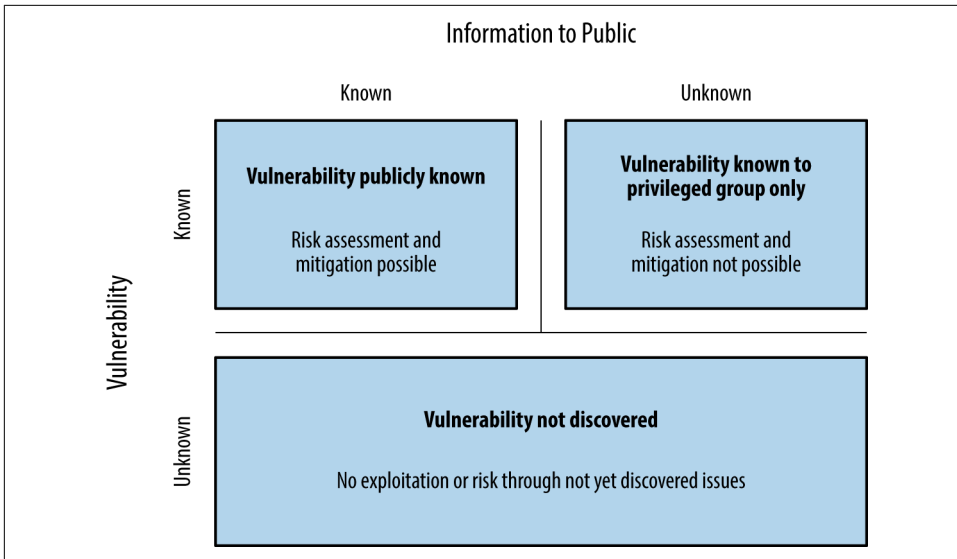 Information to Public
Known
Unknown
Vulnerability
Known
Vulnerability publicly known
Risk assessment and
mitigation possible
Vulnerability known to
privileged group only
Risk assessment and
mitigation not possible
Unknown
Vulnerability not discovered
No exploitation or risk through not yet discovered issues